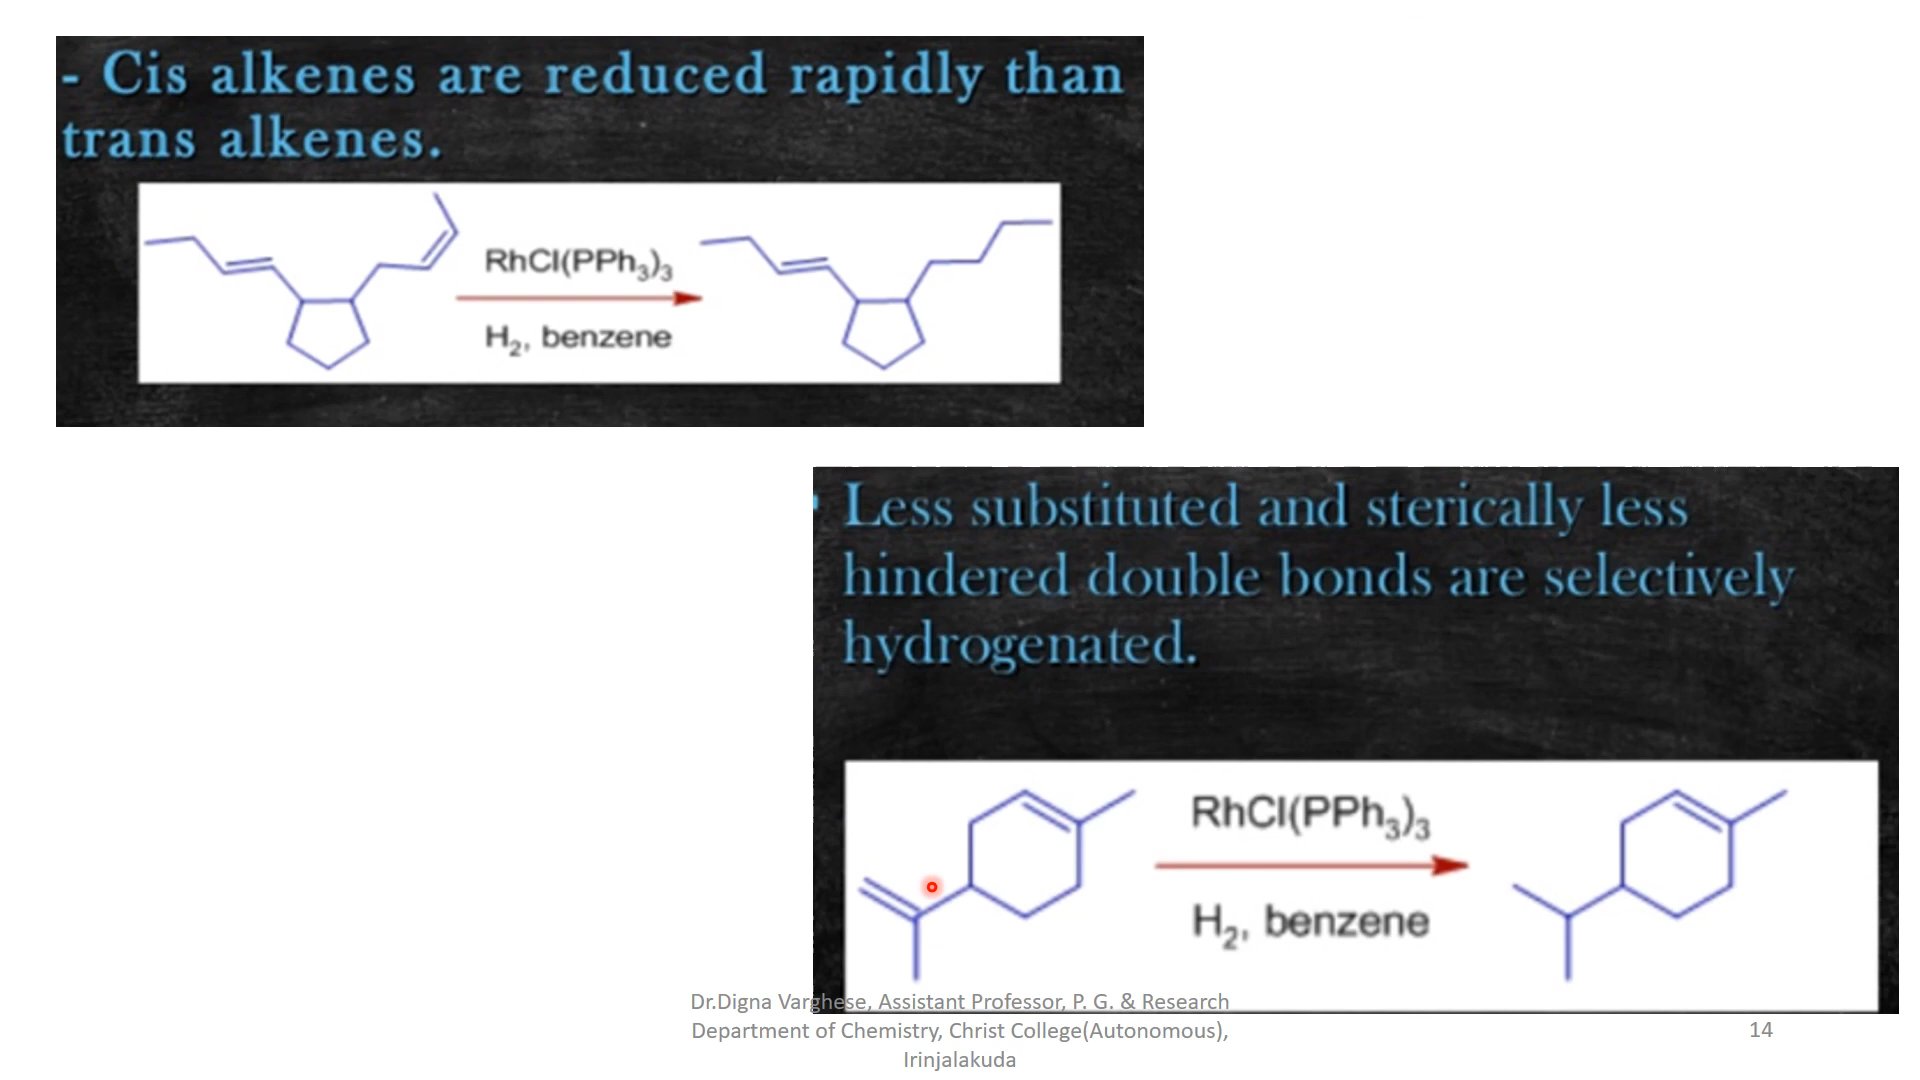 - Cis alkenes are reduced rapidly than
trans alkenes.
RhCl(PPh₃)₃
H₂, benzene
Less substituted and sterically less
hindered double bonds are selectively
hydrogenated.
RhCl(PPh₃)₃
H₂, benzene
Dr.Digna Varghese, Assistant Professor, P. G. & Research
Department of Chemistry, Christ College(Autonomous),
Irinjalakuda
14